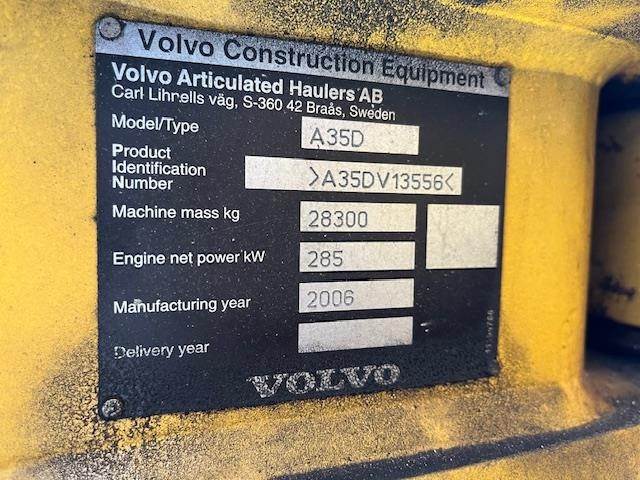 Volvo Construction Equipment
Volvo Articulated Haulers AB
Carl Lihnells väg, S-360 42 Braås, Sweden
Model/Type A35D
Product
Identification
Number >A35DV13556<
Machine mass kg 28300
Engine net power kW 285
Manufacturing year 2006
Delivery year
VOLVO